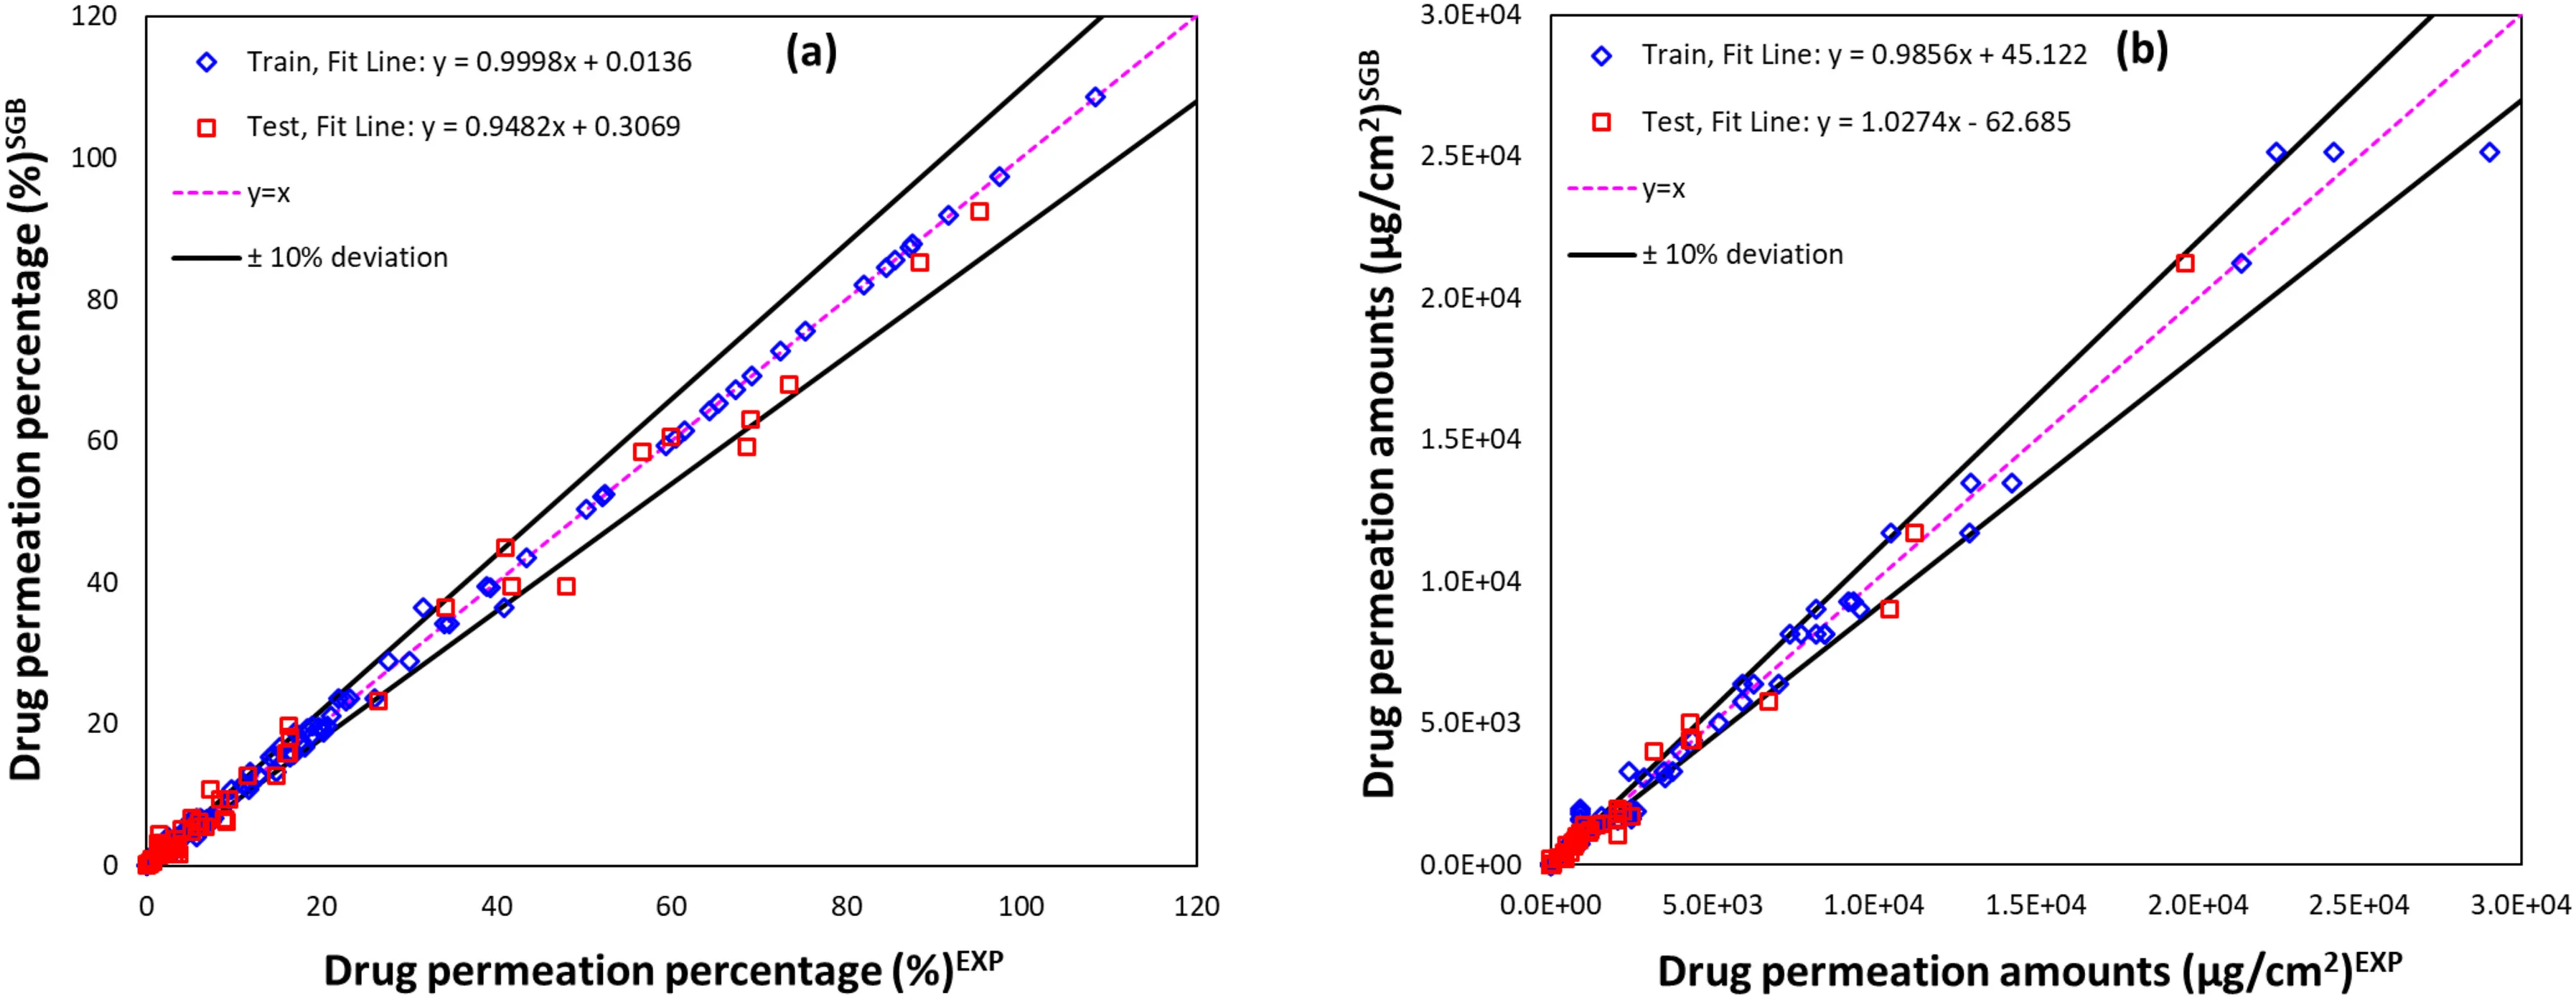 120
100
80
60
40
20
0
0 20 40 60 80 100 120
Drug permeation percentage (%)SGB
Drug permeation percentage (%)EXP
(a)
Train, Fit Line: y = 0.9998x + 0.0136
Test, Fit Line: y = 0.9482x + 0.3069
y=x
± 10% deviation
3.0E+04
2.5E+04
2.0E+04
1.5E+04
1.0E+04
5.0E+03
0.0E+00
0.0E+00 5.0E+03 1.0E+04 1.5E+04 2.0E+04 2.5E+04 3.0E+04
Drug permeation amounts (µg/cm²)SGB
Drug permeation amounts (µg/cm²)EXP
(b)
Train, Fit Line: y = 0.9856x + 45.122
Test, Fit Line: y = 1.0274x - 62.685
y=x
± 10% deviation